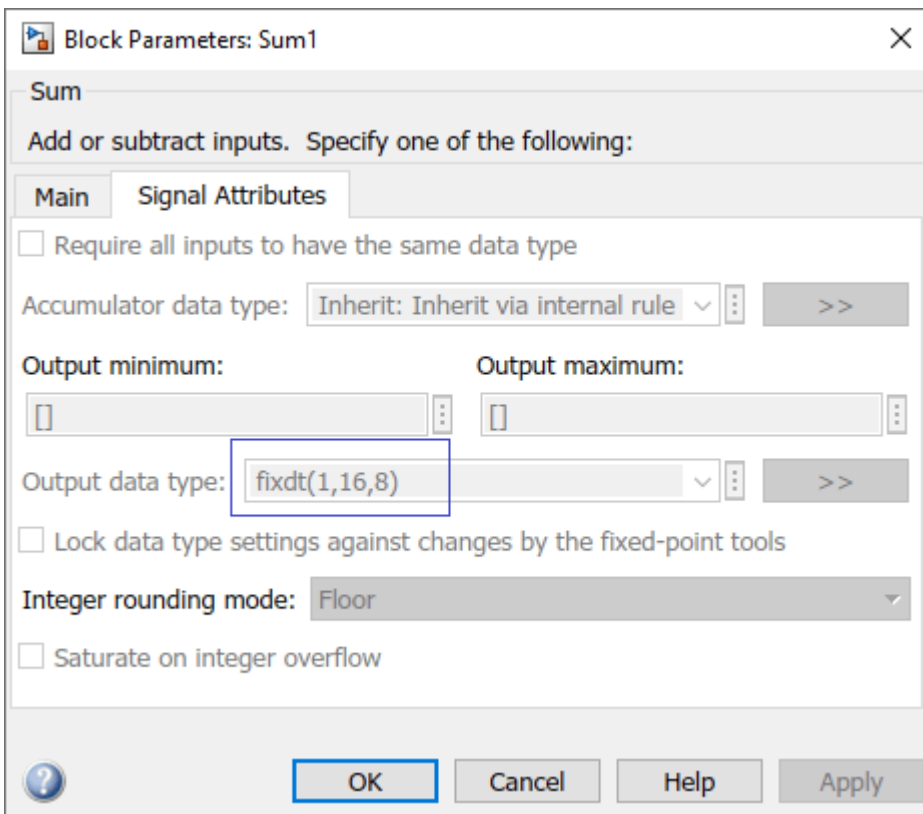 Block Parameters: Sum1
Sum
Add or subtract inputs.  Specify one of the following:
Main Signal Attributes
Require all inputs to have the same data type
Accumulator data type: Inherit: Inherit via internal rule >>
Output minimum: Output maximum:
[] []
Output data type: fixdt(1,16,8) >>
Lock data type settings against changes by the fixed-point tools
Integer rounding mode: Floor
Saturate on integer overflow
? OK Cancel Help Apply